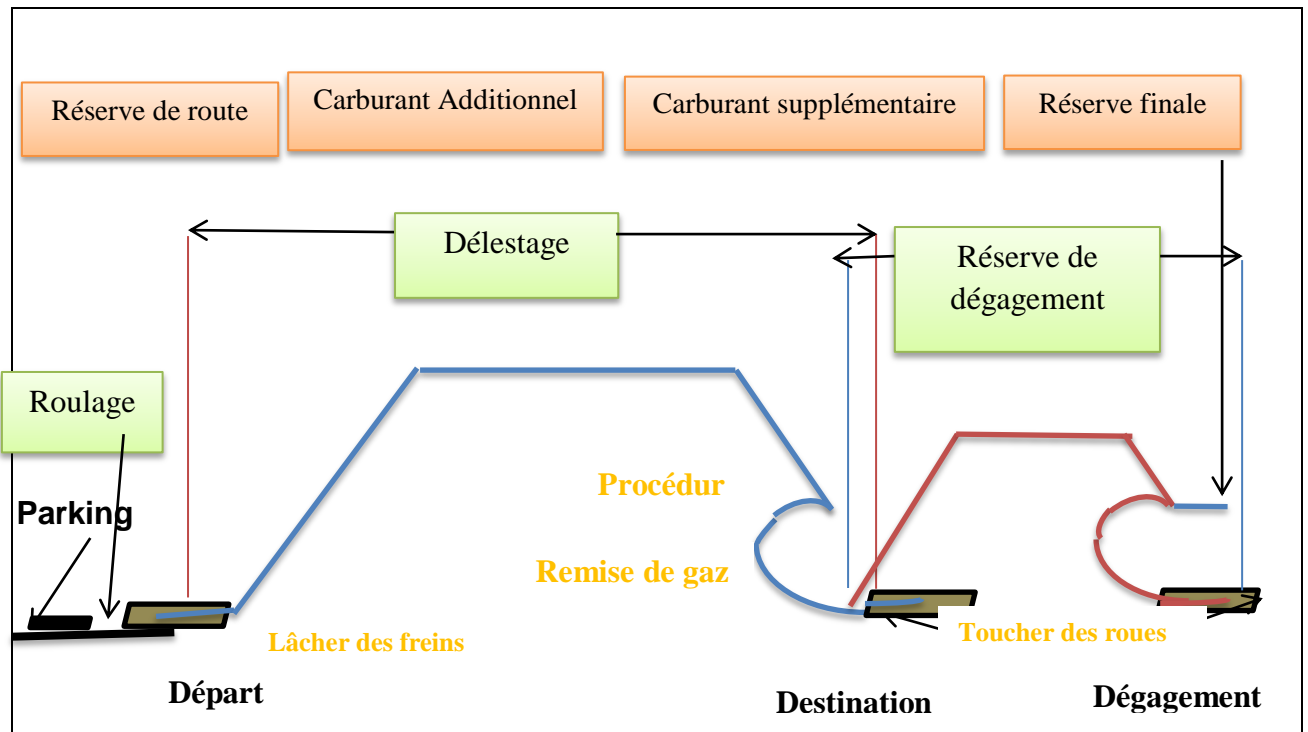 Réserve de route
Carburant Additionnel
Carburant supplémentaire
Réserve finale
Délestage
Réserve de
dégagement
Roulage
Parking
Procédur
Remise de gaz
Lâcher des freins
Toucher des roues
Départ
Destination
Dégagement